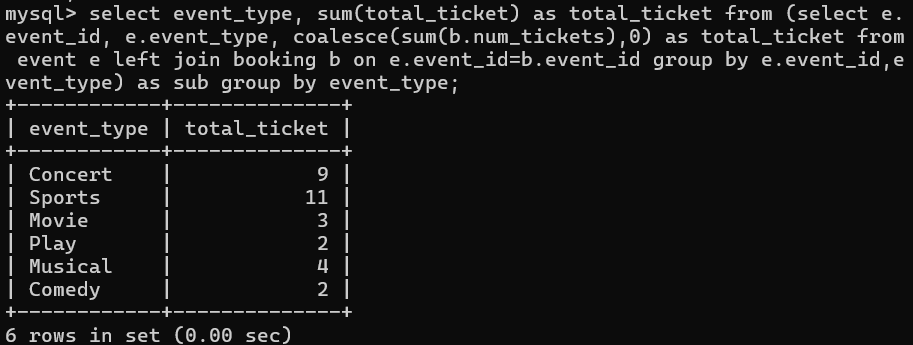 mysql> select event_type, sum(total_ticket) as total_ticket from (select e.
event_id, e.event_type, coalesce(sum(b.num_tickets),0) as total_ticket from
 event e left join booking b on e.event_id=b.event_id group by e.event_id,e
vent_type) as sub group by event_type;
+------------+--------------+
| event_type | total_ticket |
+------------+--------------+
| Concert    |            9 |
| Sports     |           11 |
| Movie      |            3 |
| Play       |            2 |
| Musical    |            4 |
| Comedy     |            2 |
+------------+--------------+
6 rows in set (0.00 sec)